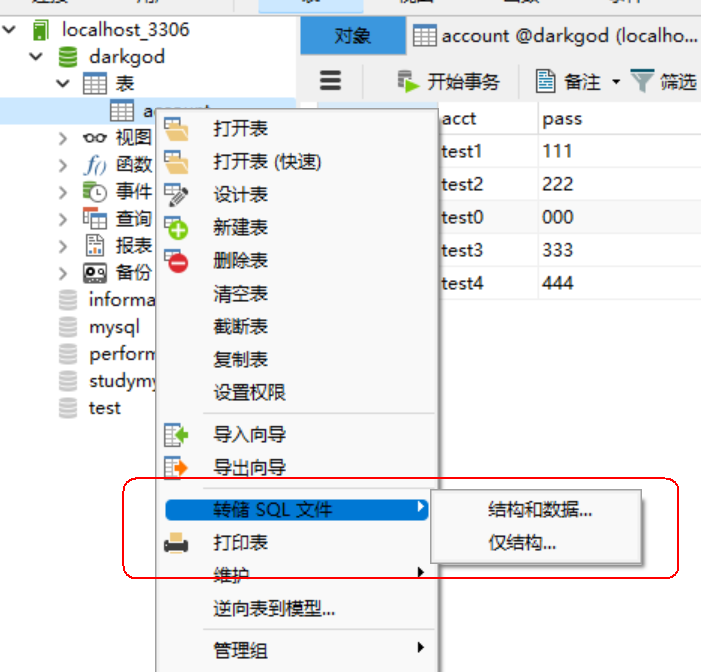 localhost_3306
darkgod
表
视图
函数
事件
查询
报表
备份
informa
mysql
perform
studymy
test
对象
account @darkgod (localho...
开始事务
备注
筛选
acct pass
test1 111
test2 222
test0 000
test3 333
test4 444
打开表
打开表 (快速)
设计表
新建表
删除表
清空表
截断表
复制表
设置权限
导入向导
导出向导
转储 SQL 文件
打印表
维护
逆向表到模型...
管理组
结构和数据...
仅结构...